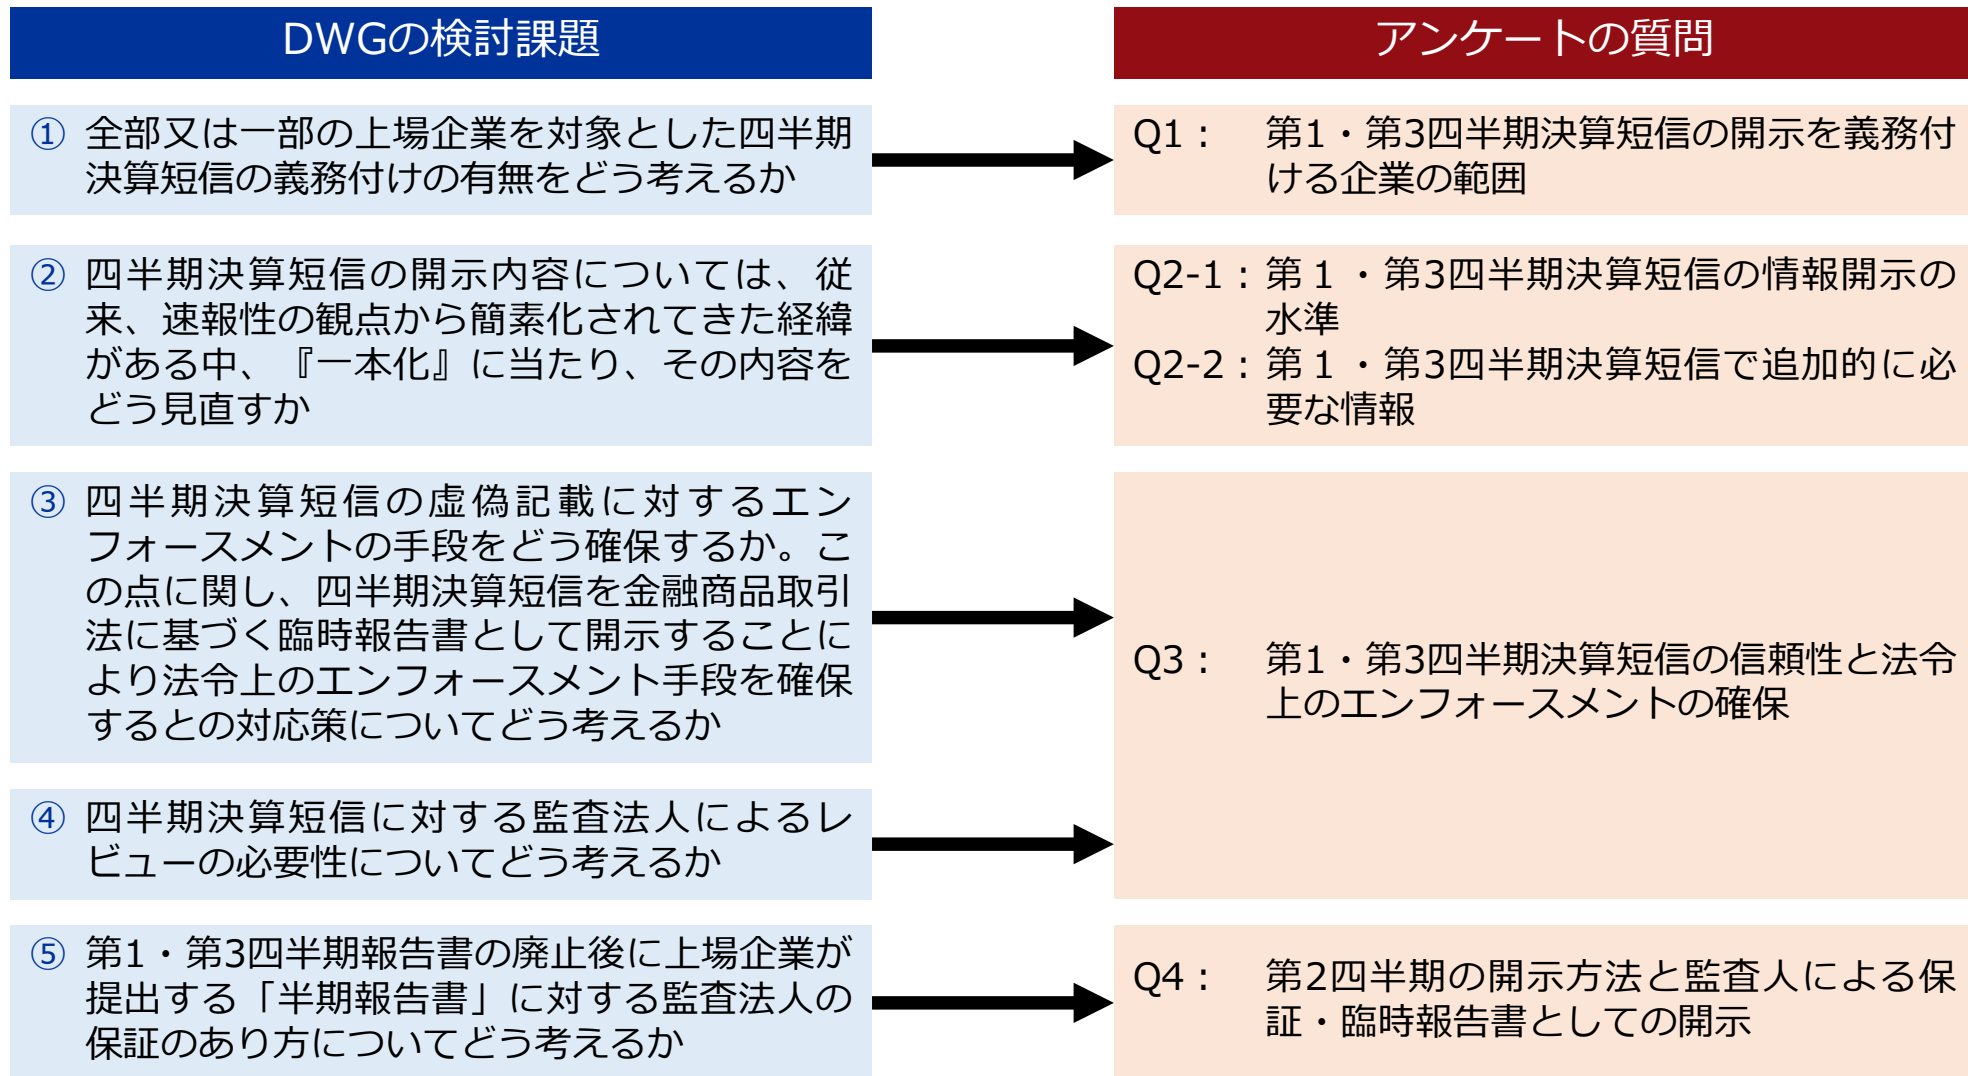 DWGの検討課題
アンケートの質問
① 全部又は一部の上場企業を対象とした四半期
決算短信の義務付けの有無をどう考えるか
Q1： 第1・第3四半期決算短信の開示を義務付
ける企業の範囲
② 四半期決算短信の開示内容については、従
来、速報性の観点から簡素化されてきた経緯
がある中、『一本化』に当たり、その内容を
どう見直すか
Q2-1：第１・第3四半期決算短信の情報開示の
水準
Q2-2：第１・第3四半期決算短信で追加的に必
要な情報
③ 四半期決算短信の虚偽記載に対するエン
フォースメントの手段をどう確保するか。こ
の点に関し、四半期決算短信を金融商品取引
法に基づく臨時報告書として開示することに
より法令上のエンフォースメント手段を確保
するとの対応策についてどう考えるか
④ 四半期決算短信に対する監査法人によるレ
ビューの必要性についてどう考えるか
Q3： 第1・第3四半期決算短信の信頼性と法令
上のエンフォースメントの確保
⑤ 第1・第3四半期報告書の廃止後に上場企業が
提出する「半期報告書」に対する監査法人の
保証のあり方についてどう考えるか
Q4： 第2四半期の開示方法と監査人による保
証・臨時報告書としての開示